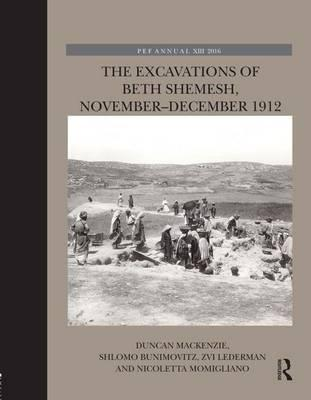 PEF ANNUAL XIII 2016
THE EXCAVATIONS OF
BETH SHEMESH,
NOVEMBER–DECEMBER 1912
DUNCAN MACKENZIE,
SHLOMO BUNIMOVITZ, ZVI LEDERMAN
AND NICOLETTA MOMIGLIANO
R